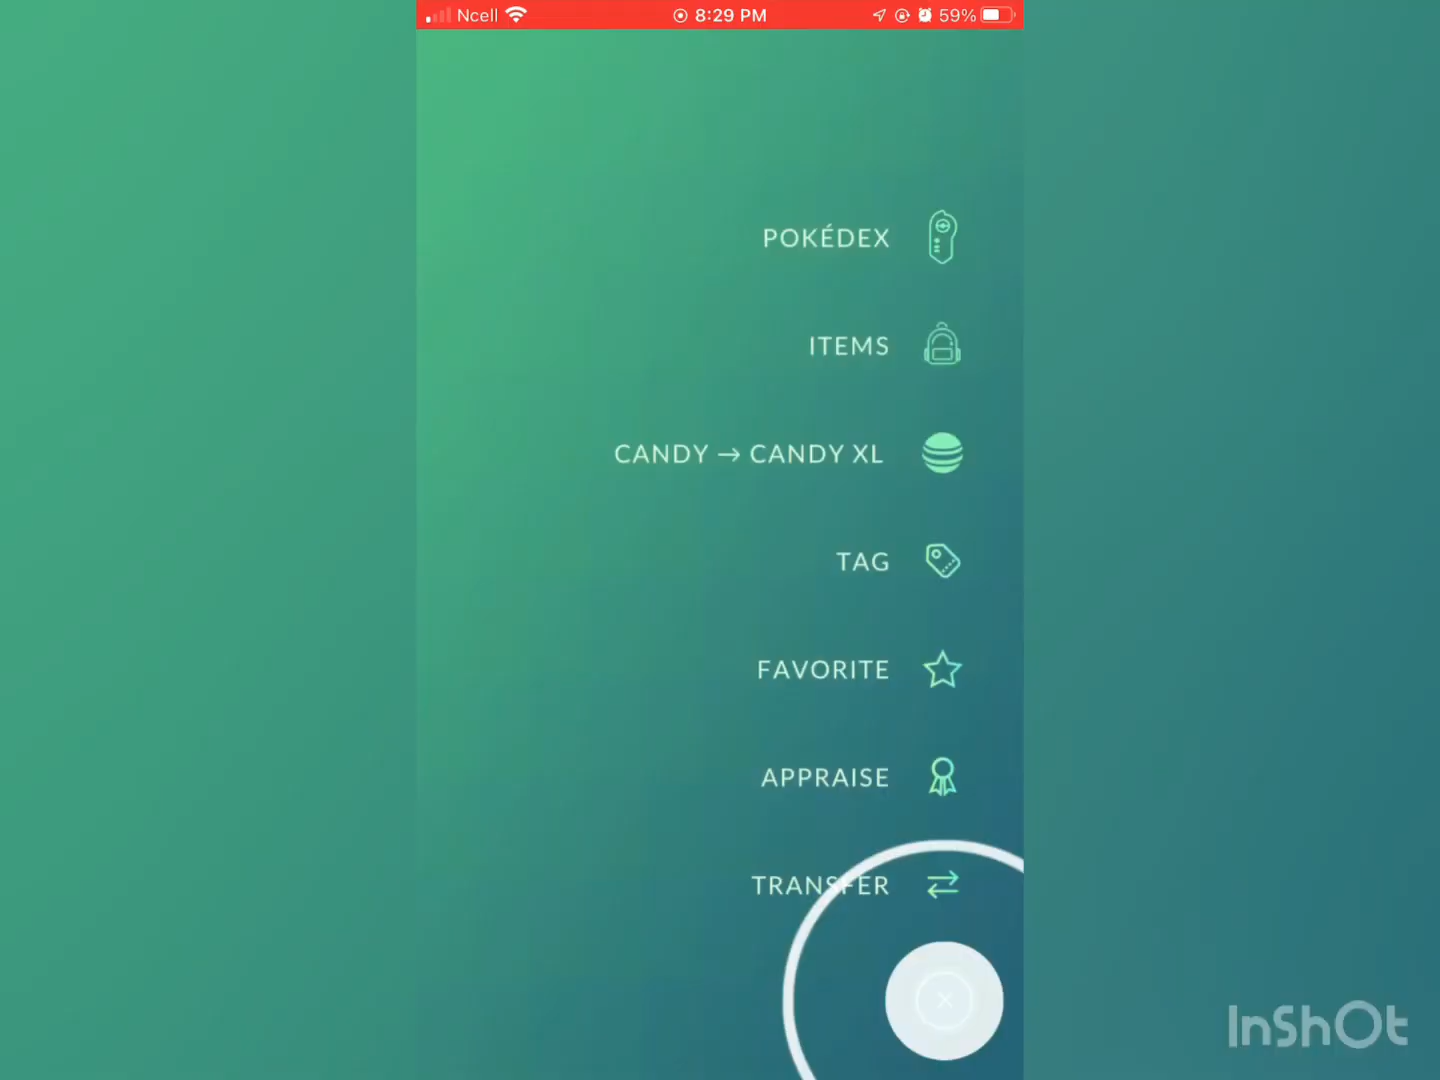 Ncell 8:29 PM 59%
POKÉDEX
ITEMS
CANDY → CANDY XL
TAG
FAVORITE
APPRAISE
TRANSFER
InShOt